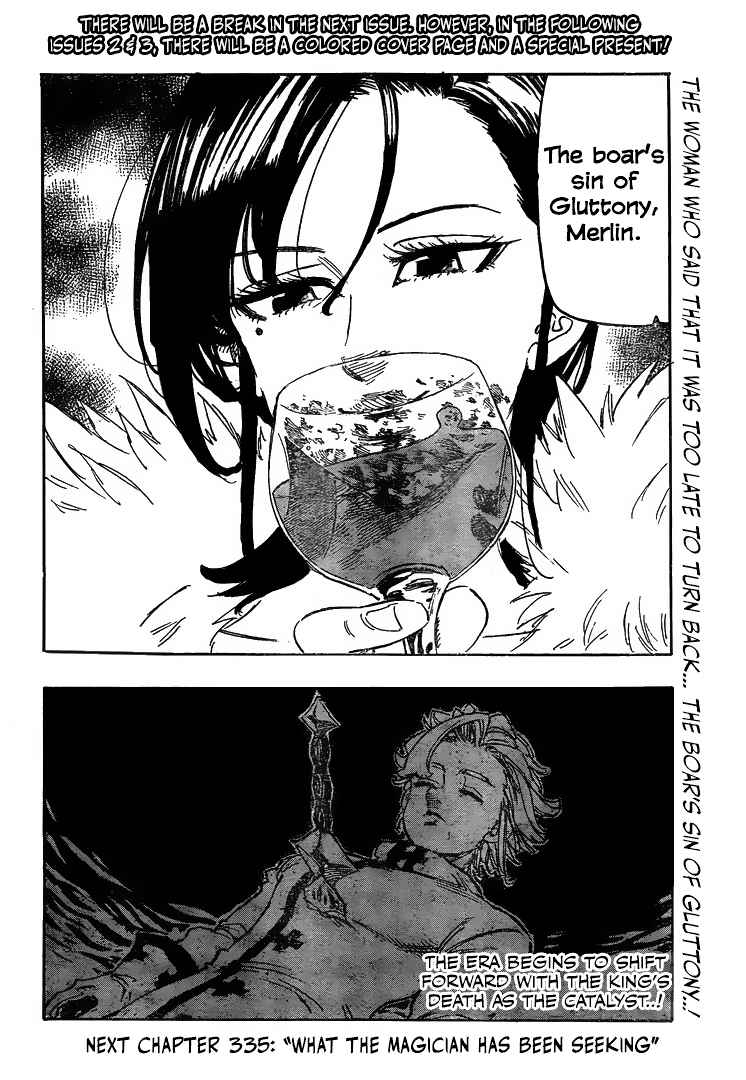 THERE WILL BE A BREAK IN THE NEXT ISSUE. HOWEVER, IN THE FOLLOWING
ISSUES 2 & 3, THERE WILL BE A COLORED COVER PAGE AND A SPECIAL PRESENT!
The boar's
sin of
Gluttony,
Merlin.
THE WOMAN WHO SAID THAT IT WAS TOO LATE TO TURN BACK... THE BOAR'S SIN OF GLUTTONY..!
THE ERA BEGINS TO SHIFT
FORWARD WITH THE KING'S
DEATH AS THE CATALYST..!
NEXT CHAPTER 335: "WHAT THE MAGICIAN HAS BEEN SEEKING"